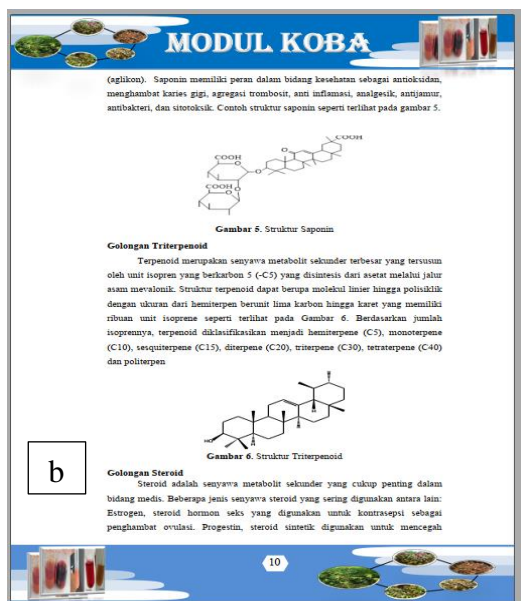 MODUL KOBA
(aglikon). Saponin memiliki peran dalam bidang kesehatan sebagai antioksidan,
menghambat karies gigi, agregasi trombosit, anti inflamasi, analgesik, antijamur,
antibakteri, dan sitotoksik. Contoh struktur saponin seperti terlihat pada gambar 5.
COOH
O
COOH
O
O
COOH
O
O
Gambar 5. Struktur Saponin
Golongan Triterpenoid
Terpenoid merupakan senyawa metabolit sekunder terbesar yang tersusun
oleh unit isopren yang berkarbon 5 (-C5) yang disintesis dari asetat melalui jalur
asam mevalonik. Struktur terpenoid dapat berupa molekul linier hingga polisiklik
dengan ukuran dari hemiterpen berunit lima karbon hingga karet yang memiliki
ribuan unit isoprene seperti terlihat pada Gambar 6. Berdasarkan jumlah
isoprennya, terpenoid diklasifikasikan menjadi hemiterpene (C5), monoterpene
(C10), sesquiterpene (C15), diterpene (C20), triterpene (C30), tetraterpene (C40)
dan politerpen
HO
Gambar 6. Struktur Triterpenoid
b
Golongan Steroid
Steroid adalah senyawa metabolit sekunder yang cukup penting dalam
bidang medis. Beberapa jenis senyawa steroid yang sering digunakan antara lain:
Estrogen, steroid hormon seks yang digunakan untuk kontrasepsi sebagai
penghambat ovulasi. Progestin, steroid sintetik digunakan untuk mencegah
10